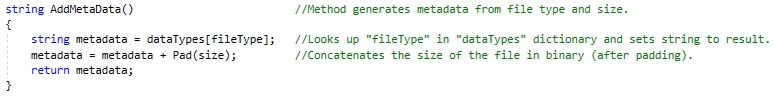 string AddMetaData() //Method generates metadata from file type and size.
{
string metadata = dataTypes[fileType]; //Looks up "fileType" in "dataTypes" dictionary and sets string to result.
metadata = metadata + Pad(size); //Concatenates the size of the file in binary (after padding).
return metadata;
}